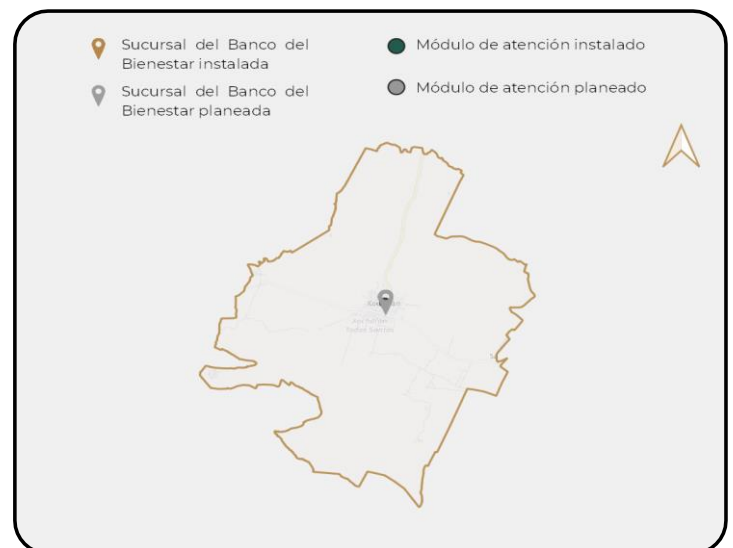 Sucursal del Banco del
Bienestar instalada
Sucursal del Banco del
Bienestar planeada
Módulo de atención instalado
Módulo de atención planeado